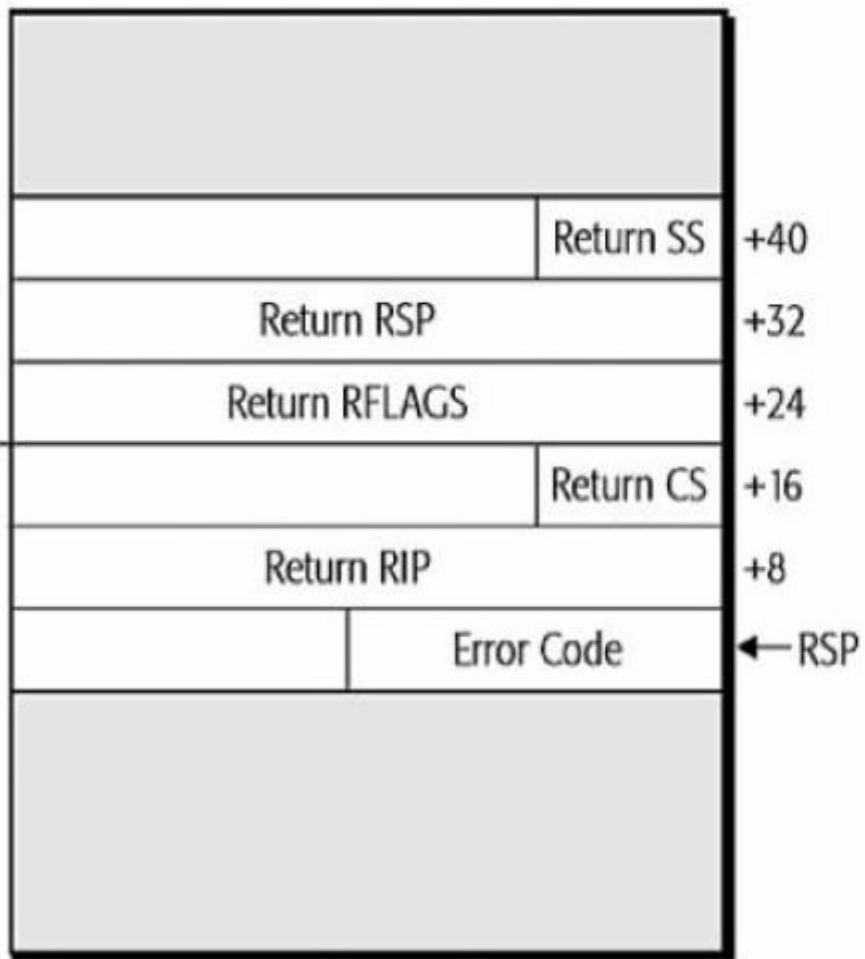 Return SS +40
Return RSP +32
Return RFLAGS +24
Return CS +16
Return RIP +8
Error Code RSP